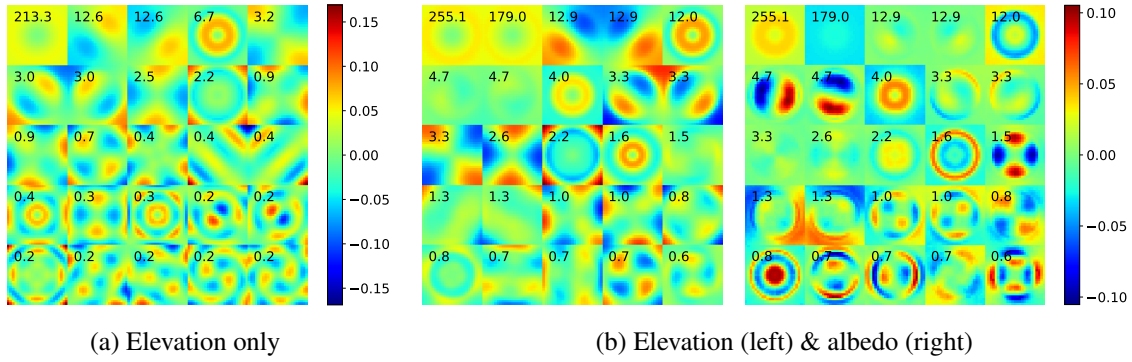 213.3 12.6 12.6 6.7 3.2
3.0 3.0 2.5 2.2 0.9
0.9 0.7 0.4 0.4 0.4
0.4 0.3 0.3 0.2 0.2
0.2 0.2 0.2 0.2 0.2
0.15
0.10
0.05
0.00
−0.05
−0.10
−0.15
(a) Elevation only
255.1 179.0 12.9 12.9 12.0
4.7 4.7 4.0 3.3 3.3
3.3 2.6 2.2 1.6 1.5
1.3 1.3 1.0 1.0 0.8
0.8 0.7 0.7 0.7 0.6
255.1 179.0 12.9 12.9 12.0
4.7 4.7 4.0 3.3 3.3
3.3 2.6 2.2 1.6 1.5
1.3 1.3 1.0 1.0 0.8
0.8 0.7 0.7 0.7 0.6
0.10
0.05
0.00
−0.05
−0.10
(b) Elevation (left) & albedo (right)